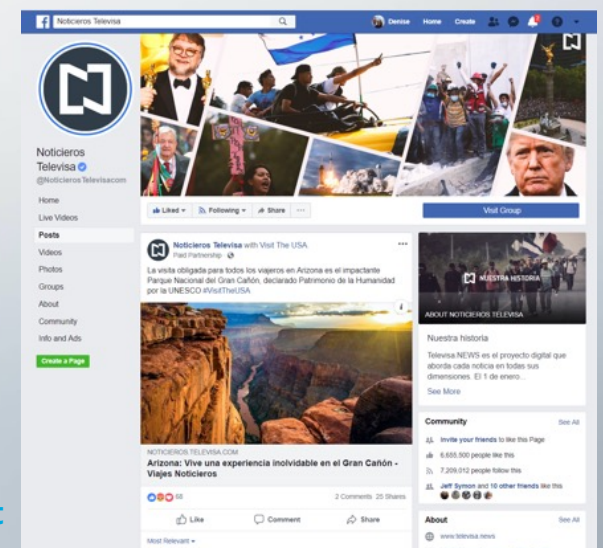 Noticieros Televisa
Denise Home Create
Noticieros
Televisa
@NoticierosTelevisacom
Home
Live Videos
Posts
Videos
Photos
Groups
About
Community
Info and Ads
Create a Page
Liked Following Share
Visit Group
Noticieros Televisa with Visit The USA.
Paid Partnership
La visita obligada para todos los viajeros en Arizona es el impactante
Parque Nacional del Gran Cañón, declarado Patrimonio de la Humanidad
por la UNESCO #VisitTheUSA
NOTICIEROS.TELEVISA.COM
Arizona: Vive una experiencia inolvidable en el Gran Cañón -
Viajes Noticieros
68
2 Comments 25 Shares
Like Comment Share
Most Relevant
NUESTRA HISTORIA
ABOUT NOTICIEROS TELEVISA
Nuestra historia
Televisa.NEWS es el proyecto digital que
aborda cada noticia en todas sus
dimensiones. El 1 de enero...
See More
Community See All
Invite your friends to like this Page
6,655,500 people like this
7,209,012 people follow this
Jeff Symon and 10 other friends like this
About See All
www.televisa.news